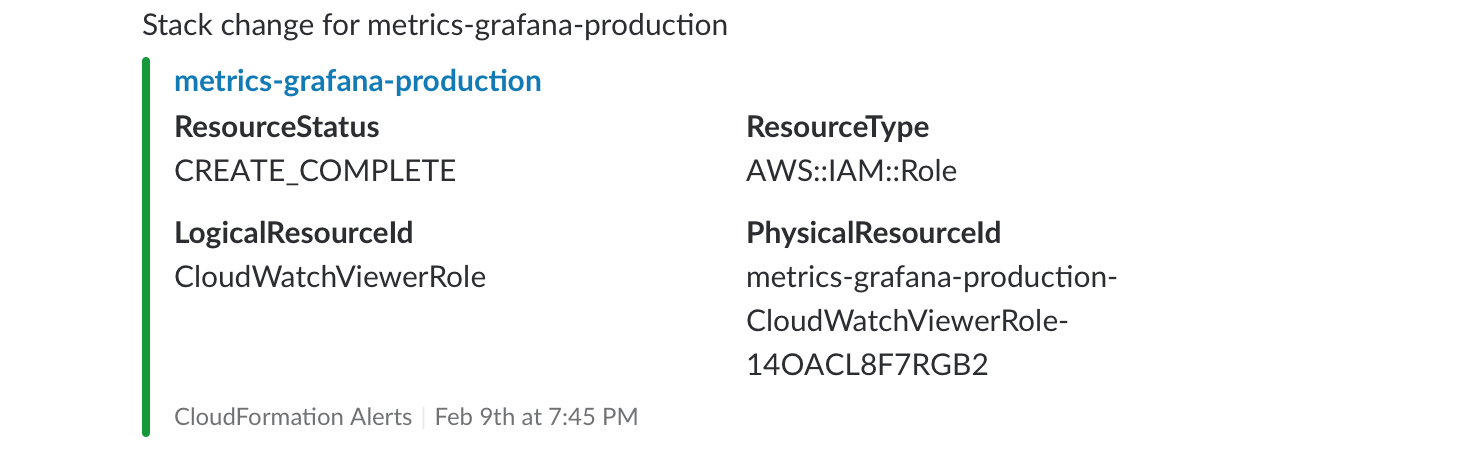 Stack change for metrics-grafana-production
metrics-grafana-production
ResourceStatus
ResourceType
CREATE_COMPLETE
AWS::IAM::Role
LogicalResourceId
PhysicalResourceId
CloudWatchViewerRole
metrics-grafana-production-
CloudWatchViewerRole-
14OACL8F7RGB2
CloudFormation Alerts | Feb 9th at 7:45 PM